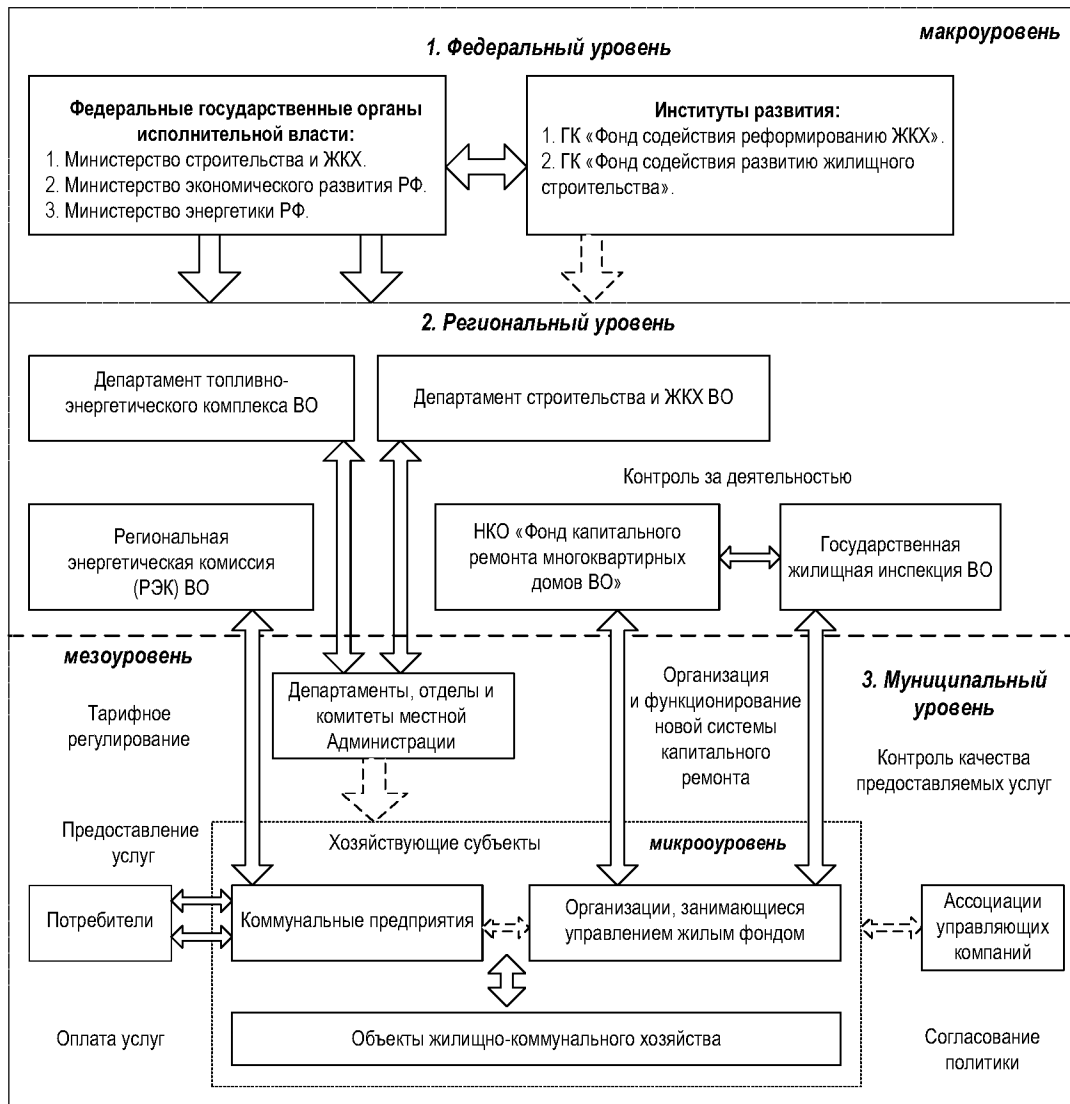 макроуровень
1. Федеральный уровень
Федеральные государственные органы
исполнительной власти:
1. Министерство строительства и ЖКХ.
2. Министерство экономического развития РФ.
3. Министерство энергетики РФ.
Институты развития:
1. ГК «Фонд содействия реформированию ЖКХ».
2. ГК «Фонд содействия развитию жилищного
строительства».
2. Региональный уровень
Департамент топливно-
энергетического комплекса ВО
Департамент строительства и ЖКХ ВО
Контроль за деятельностью
Региональная
энергетическая комиссия
(РЭК) ВО
НКО «Фонд капитального
ремонта многоквартирных
домов ВО»
Государственная
жилищная инспекция ВО
мезоуровень
3. Муниципальный
уровень
Тарифное
регулирование
Департаменты, отделы и
комитеты местной
Администрации
Организация
и функционирование
новой системы
капитального
ремонта
Контроль качества
предоставляемых услуг
Предоставление
услуг
Хозяйствующие субъекты
микрооуровень
Потребители
Коммунальные предприятия
Организации, занимающиеся
управлением жилым фондом
Ассоциации
управляющих
компаний
Оплата услуг
Объекты жилищно-коммунального хозяйства
Согласование
политики